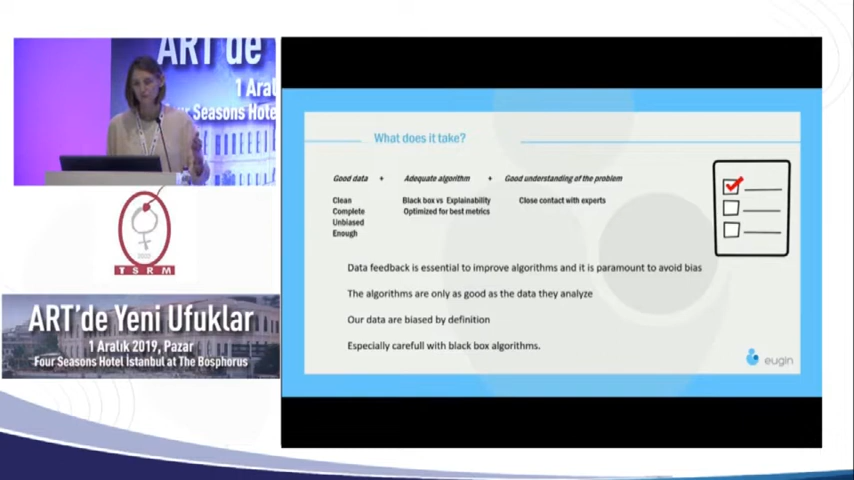 ART'de
1 Aral
Four Seasons Hote
TSRM
ART'de Yeni Ufuklar
1 Aralık 2019, Pazar
Four Seasons Hotel İstanbul at The Bosphorus
What does it take?
Good data + Adequate algorithm + Good understanding of the problem
Clean
Complete
Unbiased
Enough
Black box vs Explainability
Optimized for best metrics
Close contact with experts
Data feedback is essential to improve algorithms and it is paramount to avoid bias
The algorithms are only as good as the data they analyze
Our data are biased by definition
Especially carefull with black box algorithms.
eugin